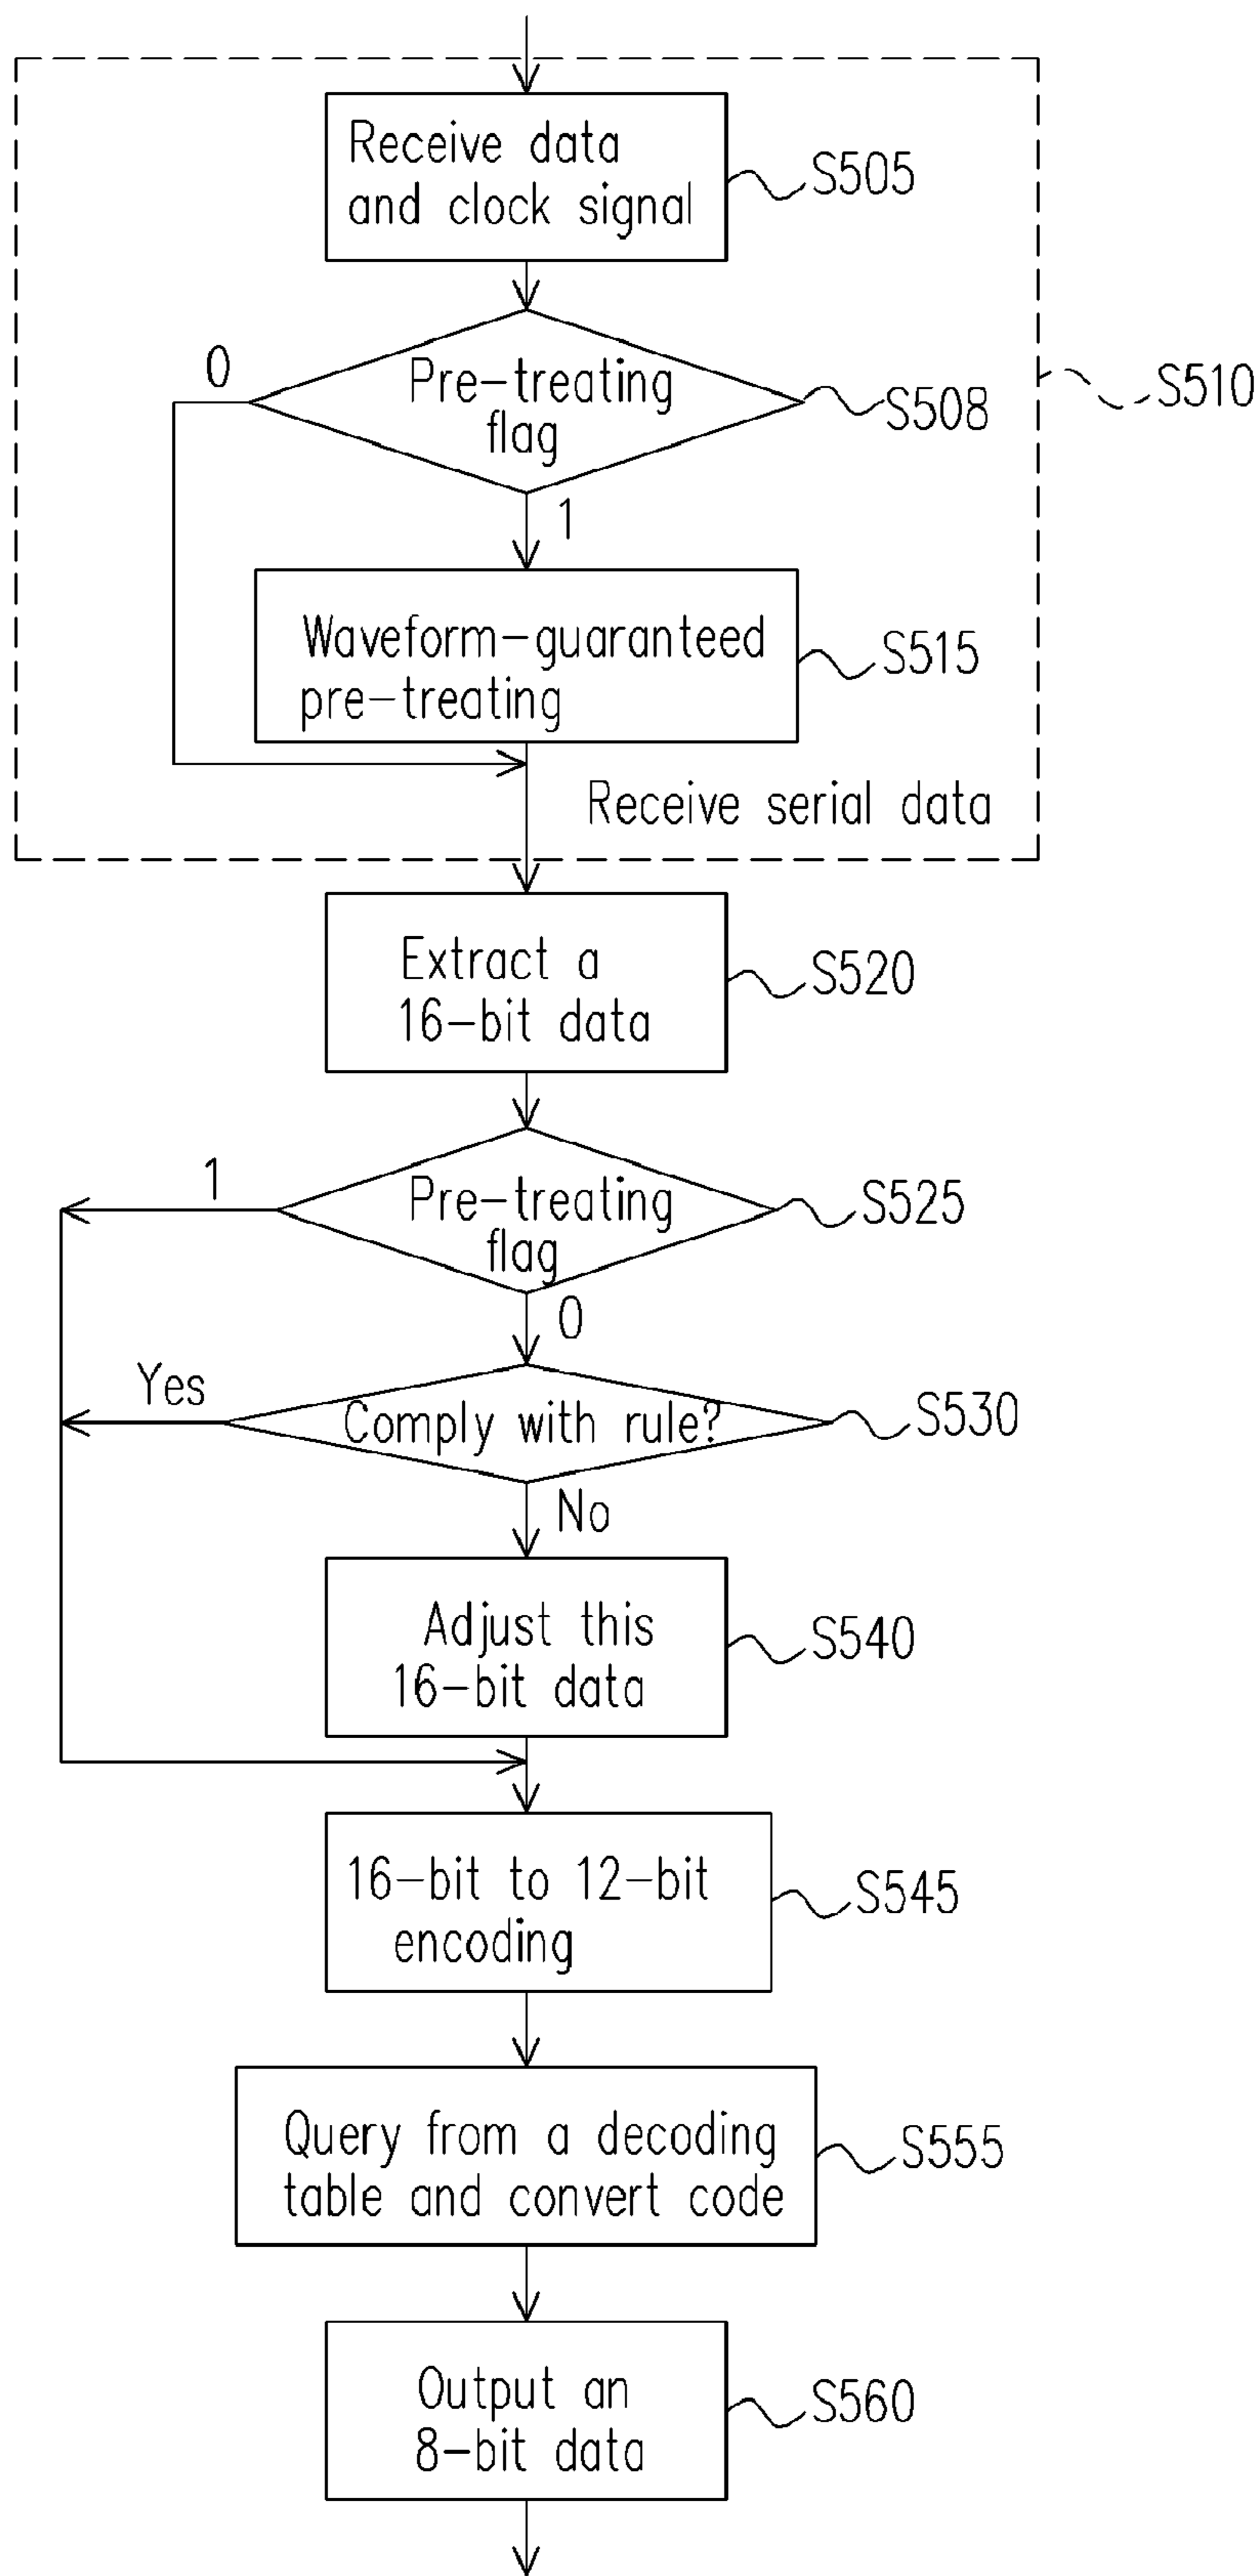 Receive data
and clock signal
S505
0
Pre-treating
flag
S508
S510
1
Waveform-guaranteed
pre-treating
S515
Receive serial data
Extract a
16-bit data
S520
1
Pre-treating
flag
S525
0
Yes
Comply with rule?
S530
No
Adjust this
16-bit data
S540
16-bit to 12-bit
encoding
S545
Query from a decoding
table and convert code
S555
Output an
8-bit data
S560